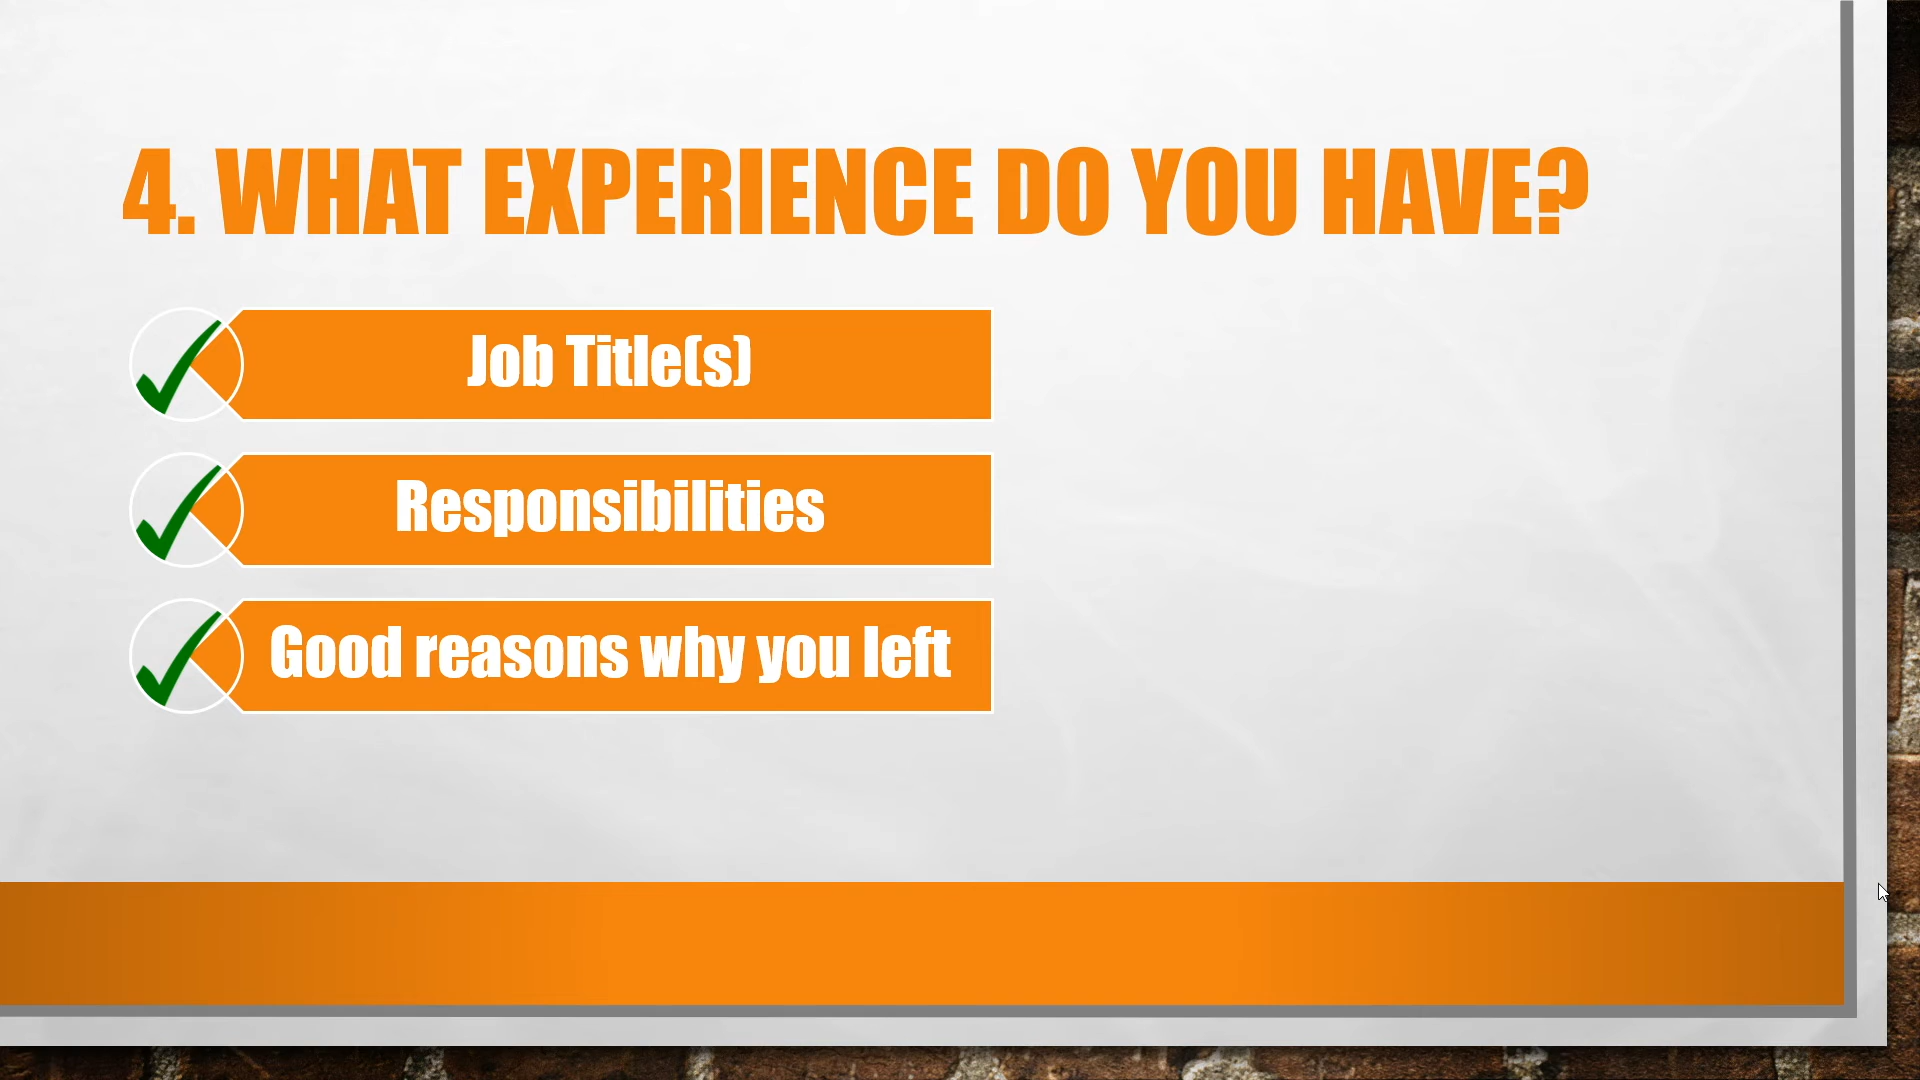 4. WHAT EXPERIENCE DO YOU HAVE?
Job Title(s)
Responsibilities
Good reasons why you left